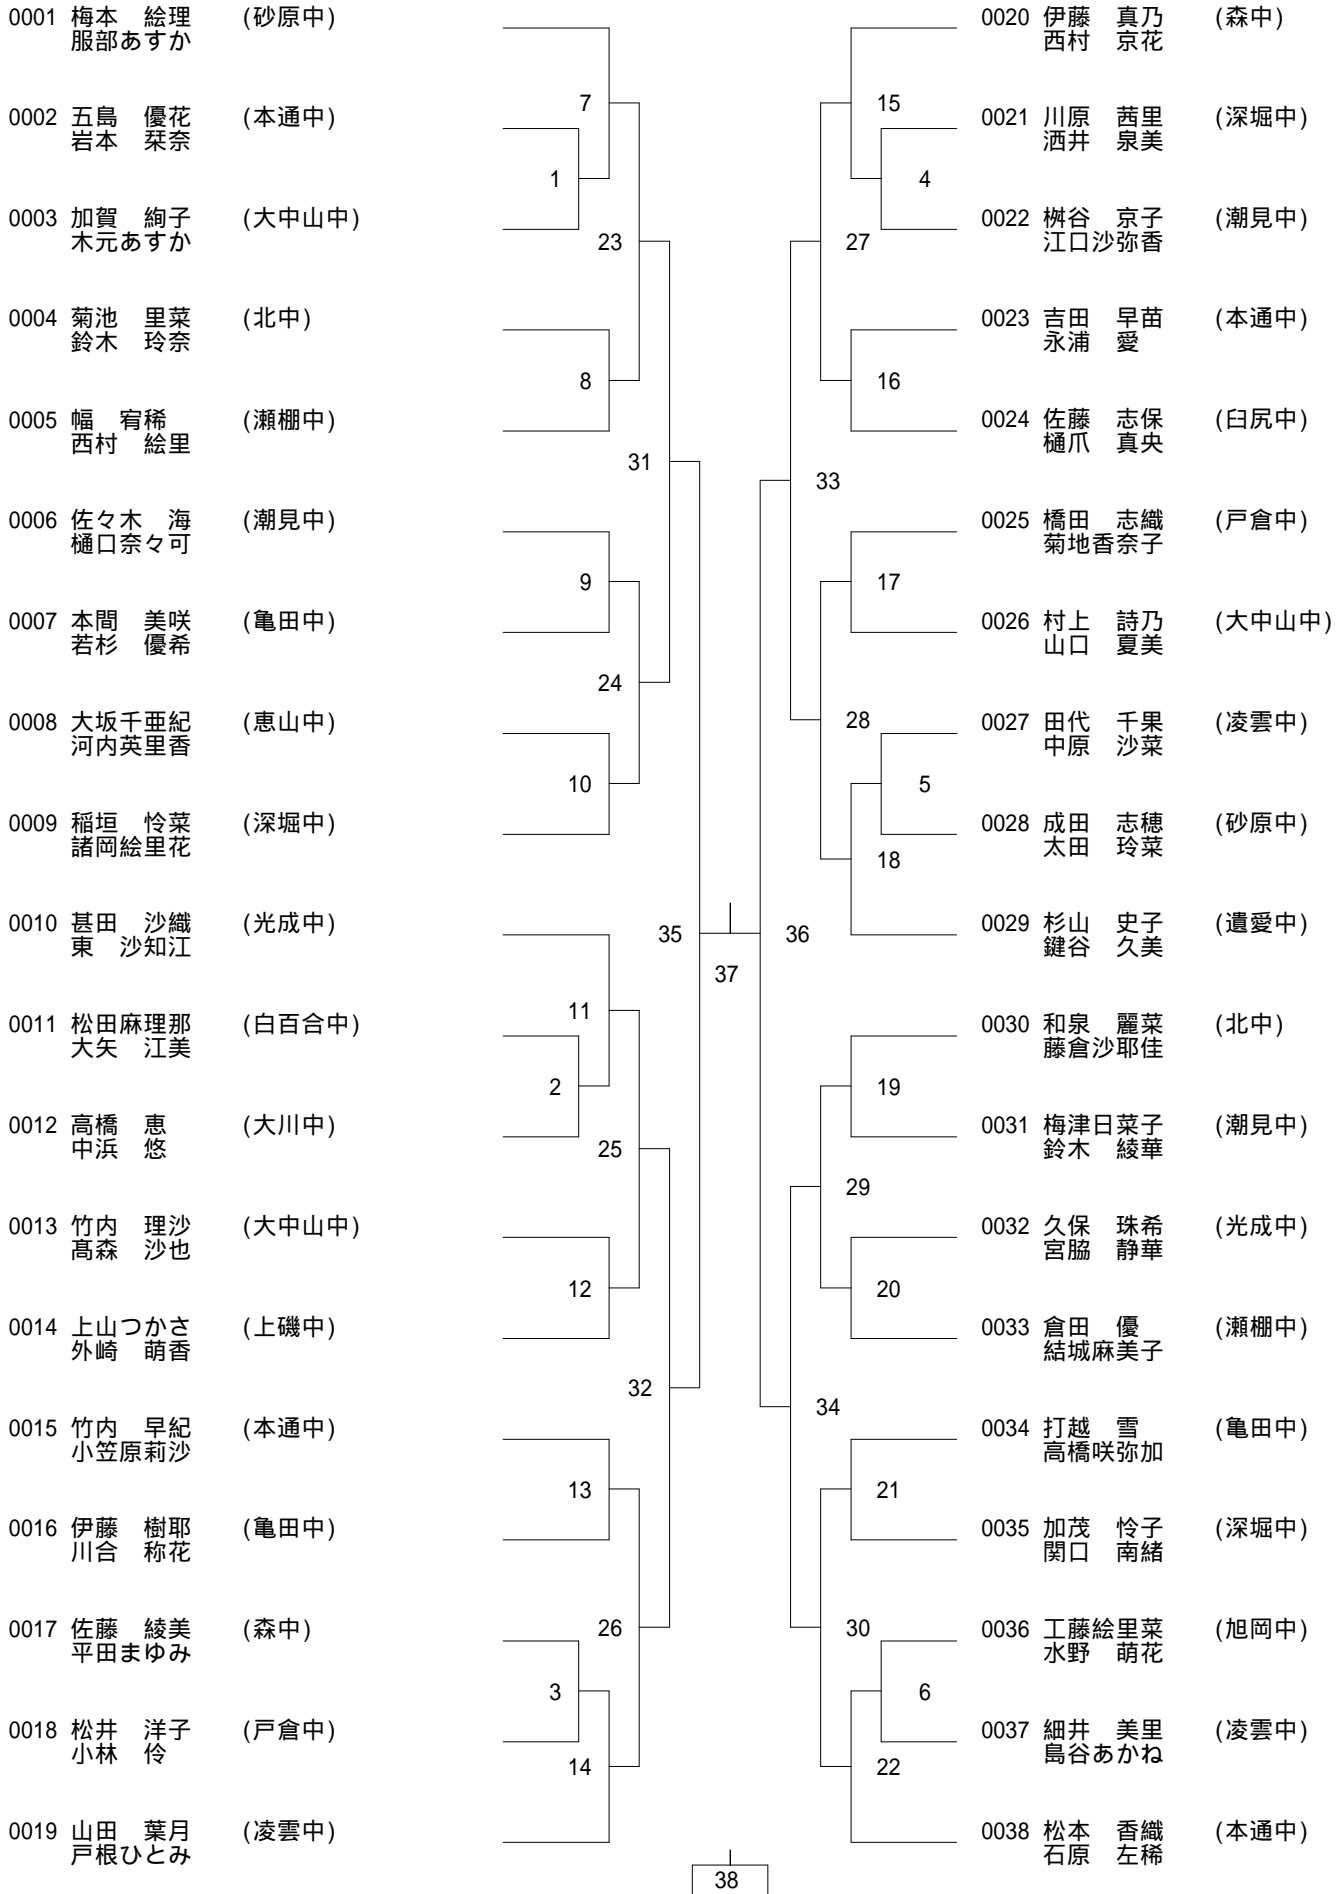 0001 梅本　絵理 (砂原中)
服部あすか
0002 五島　優花 (本通中)
岩本　栞奈
1
7
0003 加賀　絢子 (大中山中)
木元あすか
23
0004 菊池　里菜 (北中)
鈴木　玲奈
8
0005 幅　宥稀 (瀬棚中)
西村　絵里
31
0006 佐々木　海 (潮見中)
樋口奈々可
9
0007 本間　美咲 (亀田中)
若杉　優希
24
0008 大坂千亜紀 (恵山中)
河内英里香
10
0009 稲垣　怜菜 (深堀中)
諸岡絵里花
0010 甚田　沙織 (光成中)
東　沙知江
35
11
0011 松田麻理那 (白百合中)
大矢　江美
2
0012 高橋　恵 (大川中)
中浜　悠
25
0013 竹内　理沙 (大中山中)
髙森　沙也
12
0014 上山つかさ (上磯中)
外崎　萌香
32
0015 竹内　早紀 (本通中)
小笠原莉沙
13
0016 伊藤　樹耶 (亀田中)
川合　称花
0017 佐藤　綾美 (森中)
平田まゆみ
26
3
0018 松井　洋子 (戸倉中)
小林　伶
14
0019 山田　葉月 (凌雲中)
戸根ひとみ
37
38
0020 伊藤　真乃 (森中)
西村　京花
15
0021 川原　茜里 (深堀中)
洒井　泉美
4
0022 桝谷　京子 (潮見中)
江口沙弥香
27
0023 吉田　早苗 (本通中)
永浦　愛
16
0024 佐藤　志保 (臼尻中)
樋爪　真央
33
0025 橋田　志織 (戸倉中)
菊地香奈子
17
0026 村上　詩乃 (大中山中)
山口　夏美
28
0027 田代　千果 (凌雲中)
中原　沙菜
5
0028 成田　志穂 (砂原中)
太田　玲菜
18
0029 杉山　史子 (遺愛中)
鍵谷　久美
36
0030 和泉　麗菜 (北中)
藤倉沙耶佳
19
0031 梅津日菜子 (潮見中)
鈴木　綾華
29
0032 久保　珠希 (光成中)
宮脇　静華
20
0033 倉田　優 (瀬棚中)
結城麻美子
34
0034 打越　雪 (亀田中)
高橋咲弥加
21
0035 加茂　怜子 (深堀中)
関口　南緒
0036 工藤絵里菜 (旭岡中)
水野　萌花
30
6
0037 細井　美里 (凌雲中)
島谷あかね
22
0038 松本　香織 (本通中)
石原　左稀